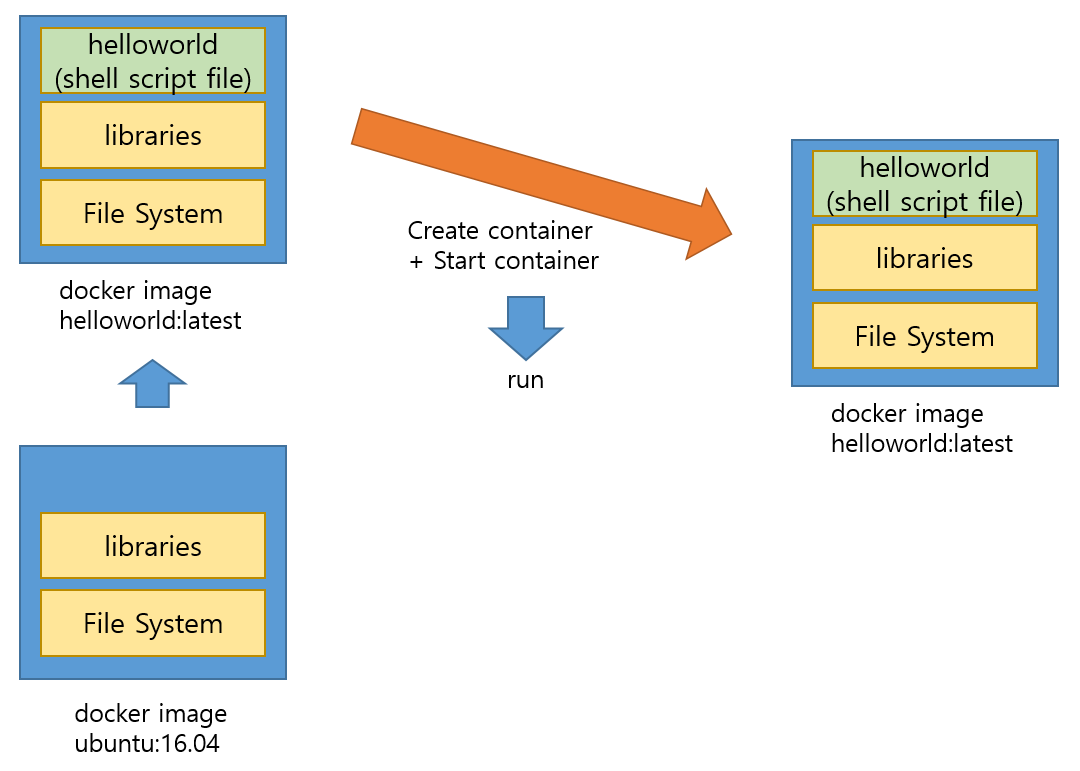 helloworld
(shell script file)
libraries
File System
docker image
helloworld:latest
libraries
File System
docker image
ubuntu:16.04
Create container
+ Start container
run
helloworld
(shell script file)
libraries
File System
docker image
helloworld:latest